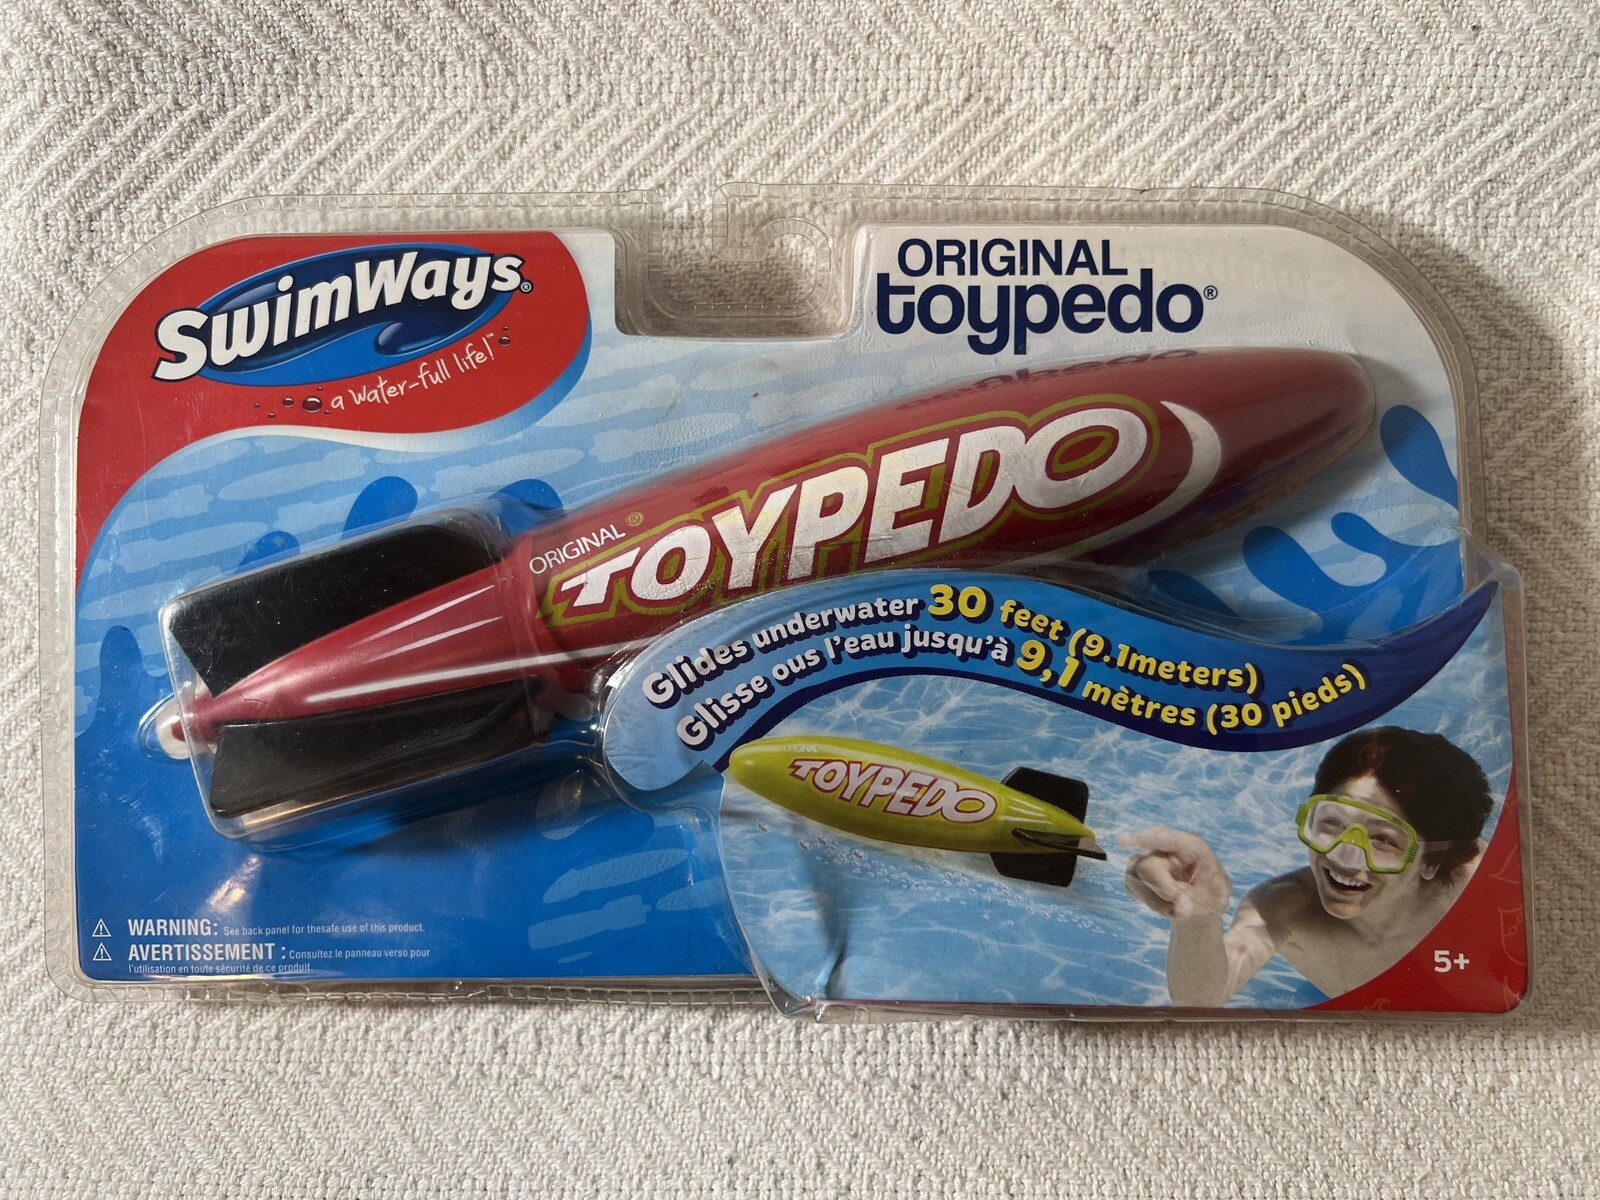 SwimWays®
a water-full life!™
ORIGINAL
toypedo®
ORIGINAL ®
TOYPEDO
Glides underwater 30 feet (9.1meters)
Glisse ous l'eau jusqu'à 9,1 mètres (30 pieds)
ORIGINAL
TOYPEDO
WARNING: See back panel for thesafe use of this product.
AVERTISSEMENT : Consultez le panneau verso pour
l'utilisation en toute sécurité de ce produit.
5+